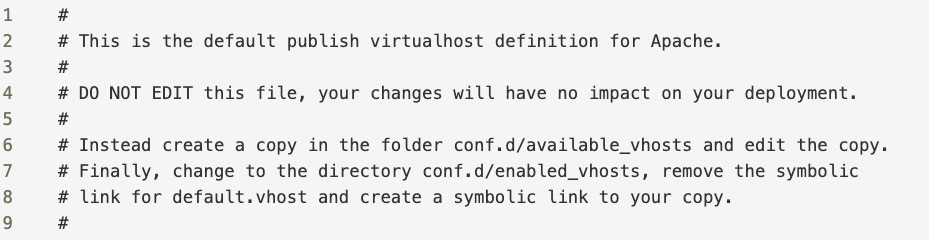 1 #
2 # This is the default publish virtualhost definition for Apache.
3 #
4 # DO NOT EDIT this file, your changes will have no impact on your deployment.
5 #
6 # Instead create a copy in the folder conf.d/available_vhosts and edit the copy.
7 # Finally, change to the directory conf.d/enabled_vhosts, remove the symbolic
8 # link for default.vhost and create a symbolic link to your copy.
9 #